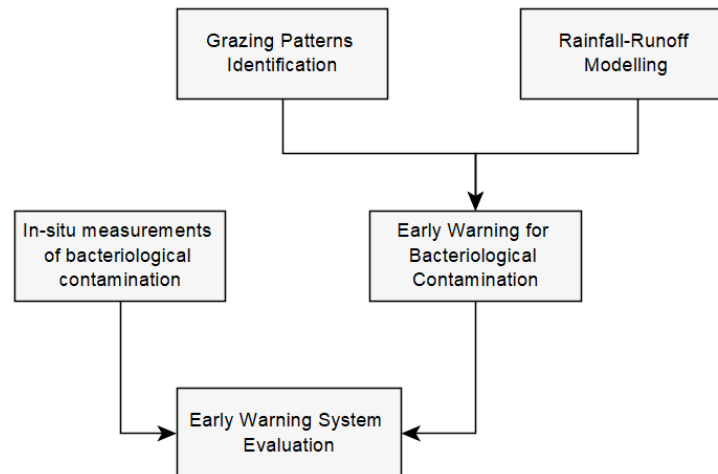 Grazing Patterns
Identification
Rainfall-Runoff
Modelling
In-situ measurements
of bacteriological
contamination
Early Warning for
Bacteriological
Contamination
Early Warning System
Evaluation